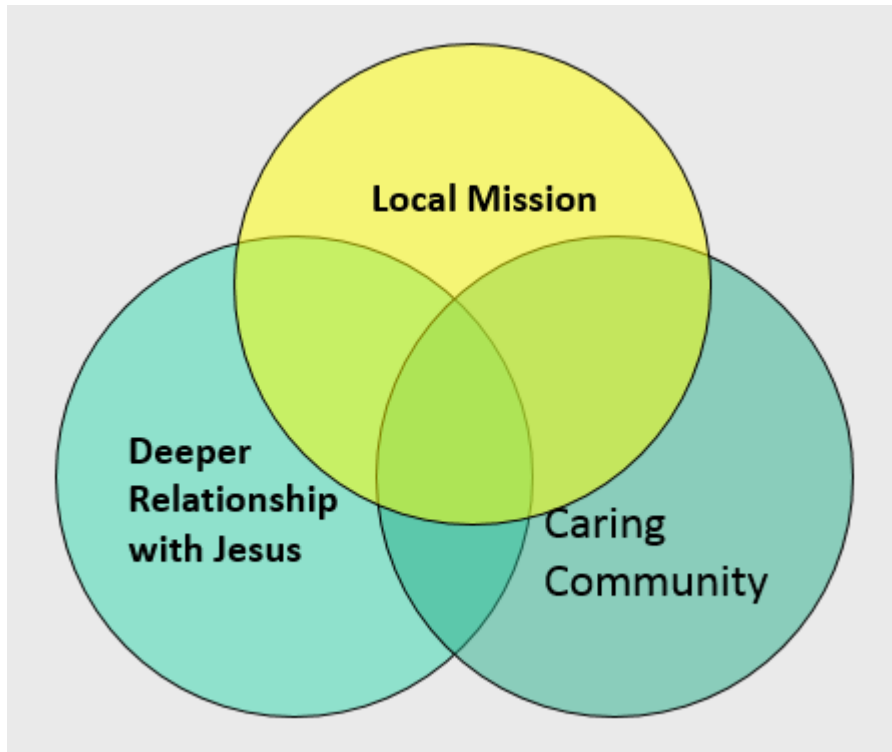 Local Mission
Deeper
Relationship
with Jesus
Caring
Community